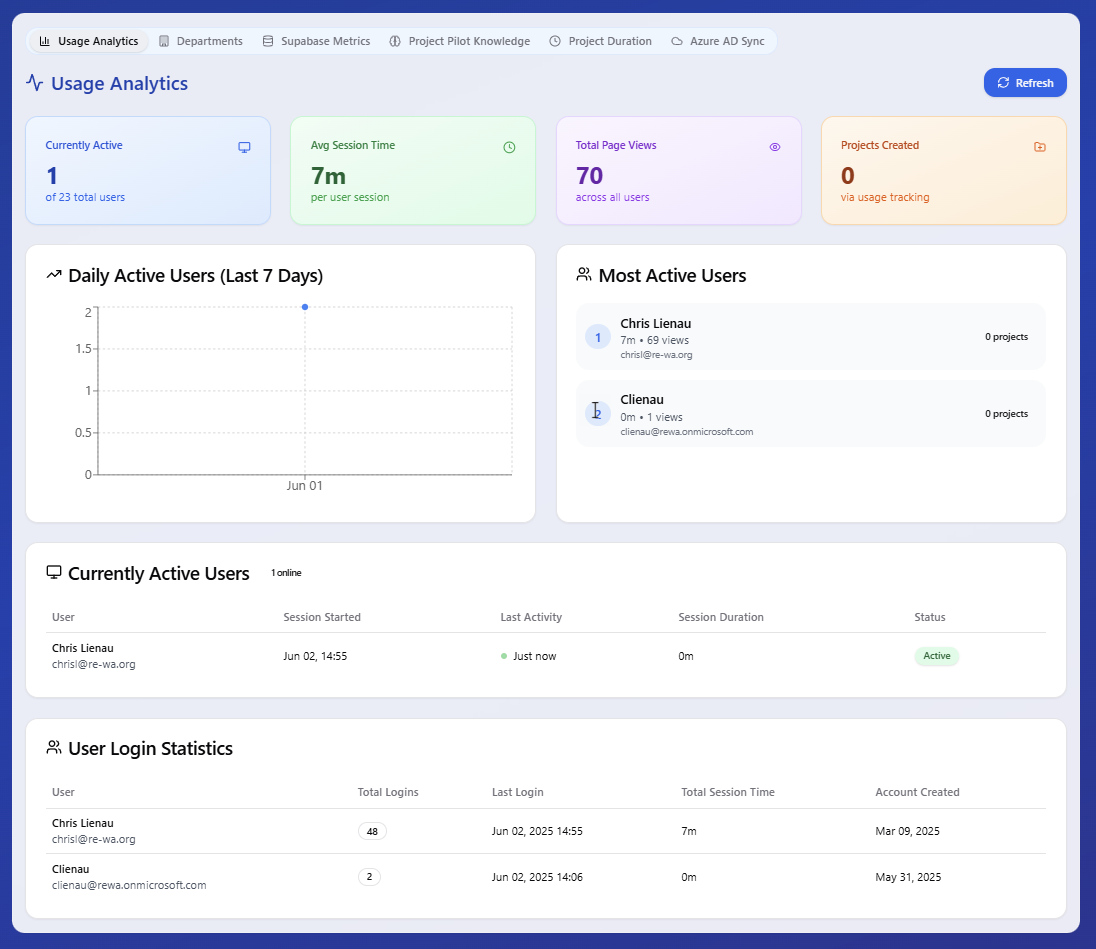 Usage Analytics Departments Supabase Metrics Project Pilot Knowledge Project Duration Azure AD Sync
Usage Analytics
Refresh
Currently Active
1
of 23 total users
Avg Session Time
7m
per user session
Total Page Views
70
across all users
Projects Created
0
via usage tracking
Daily Active Users (Last 7 Days)
2
1.5
1
0.5
0
Jun 01
Most Active Users
1
Chris Lienau
7m • 69 views
chrisl@re-wa.org
0 projects
2
Clienau
0m • 1 views
clienau@rewa.onmicrosoft.com
0 projects
Currently Active Users 1 online
User Session Started Last Activity Session Duration Status
Chris Lienau
chrisl@re-wa.org
Jun 02, 14:55 Just now 0m Active
User Login Statistics
User Total Logins Last Login Total Session Time Account Created
Chris Lienau
chrisl@re-wa.org
48 Jun 02, 2025 14:55 7m Mar 09, 2025
Clienau
clienau@rewa.onmicrosoft.com
2 Jun 02, 2025 14:06 0m May 31, 2025